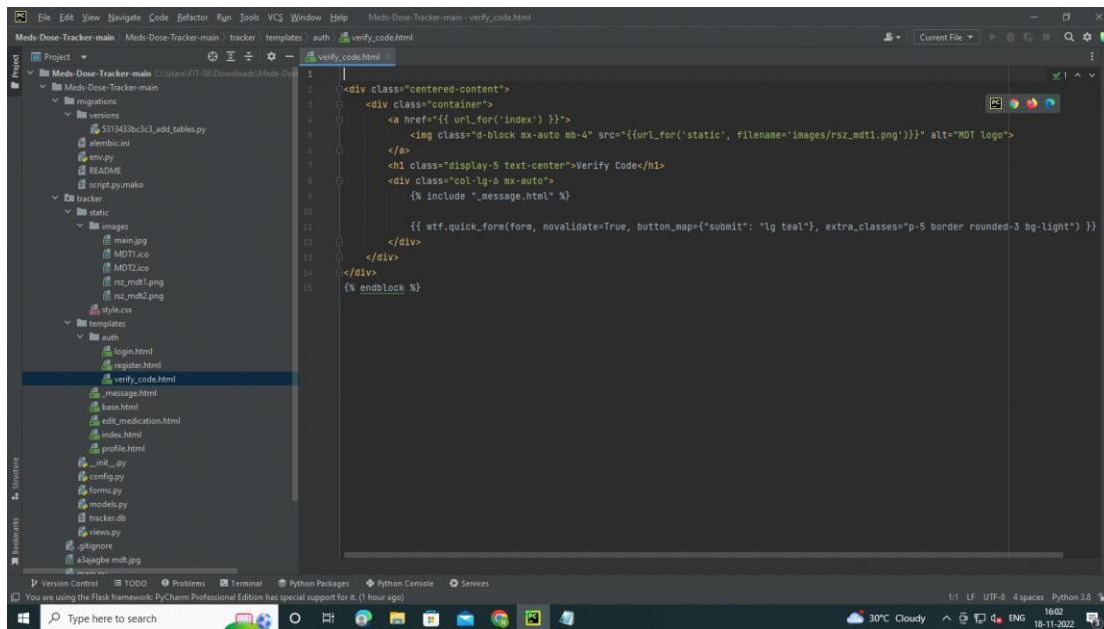 File Edit View Navigate Code Refactor Run Tools VCS Window Help Meds-Dose-Tracker-main - verify_code.html
Meds-Dose-Tracker-main Meds-Dose-Tracker-main tracker templates auth verify_code.html Current File
Project verify_code.html
Meds-Dose-Tracker-main
Meds-Dose-Tracker-main
migrations
versions
5313433bc3c3_add_tables.py
alembic.ini
env.py
README
script.py.mako
tracker
static
images
main.jpg
MDT1.ico
MDT2.ico
rsz_mdt1.png
rsz_mdt2.png
style.css
templates
auth
login.html
register.html
verify_code.html
_message.html
base.html
edit_medication.html
index.html
profile.html
__init__.py
config.py
forms.py
models.py
tracker.db
views.py
.gitignore
a3ajagbe mdt.jpg
Project
Structure
Bookmarks
1
2 <div class="centered-content">
3 <div class="container">
4 <a href="{{ url_for('index') }}">
5 <img class="d-block mx-auto mb-4" src="{{url_for('static', filename='images/rsz_mdt1.png')}}" alt="MDT logo">
6 </a>
7 <h1 class="display-5 text-center">Verify Code</h1>
8 <div class="col-lg-6 mx-auto">
9 {% include "_message.html" %}
10
11 {{ wtf.quick_form(form, novalidate=True, button_map={"submit": "lg teal"}, extra_classes="p-5 border rounded-3 bg-light") }}
12 </div>
13 </div>
14 </div>
15 {% endblock %}
1
Version Control TODO Problems Terminal Python Packages Python Console Services
You are using the Flask framework: PyCharm Professional Edition has special support for it. (1 hour ago) 1:1 LF UTF-8 4 spaces Python 3.8
Type here to search 30°C Cloudy ENG 16:02
18-11-2022